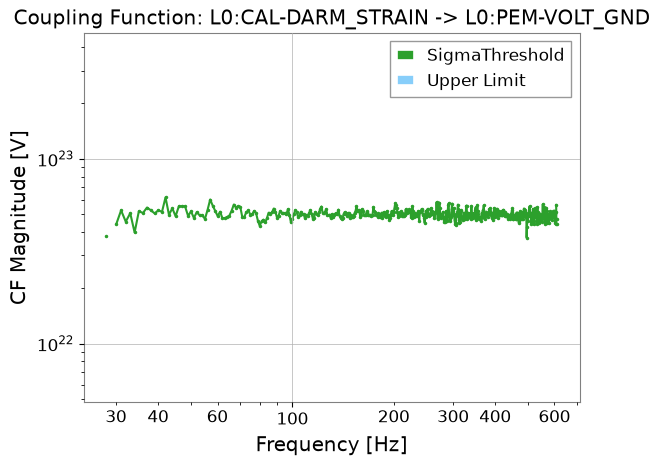 Coupling Function: L0:CAL-DARM_STRAIN -> L0:PEM-VOLT_GND
SigmaThreshold
Upper Limit
CF Magnitude [V]
10^23
10^22
30 40 60 100 200 300 400 600
Frequency [Hz]